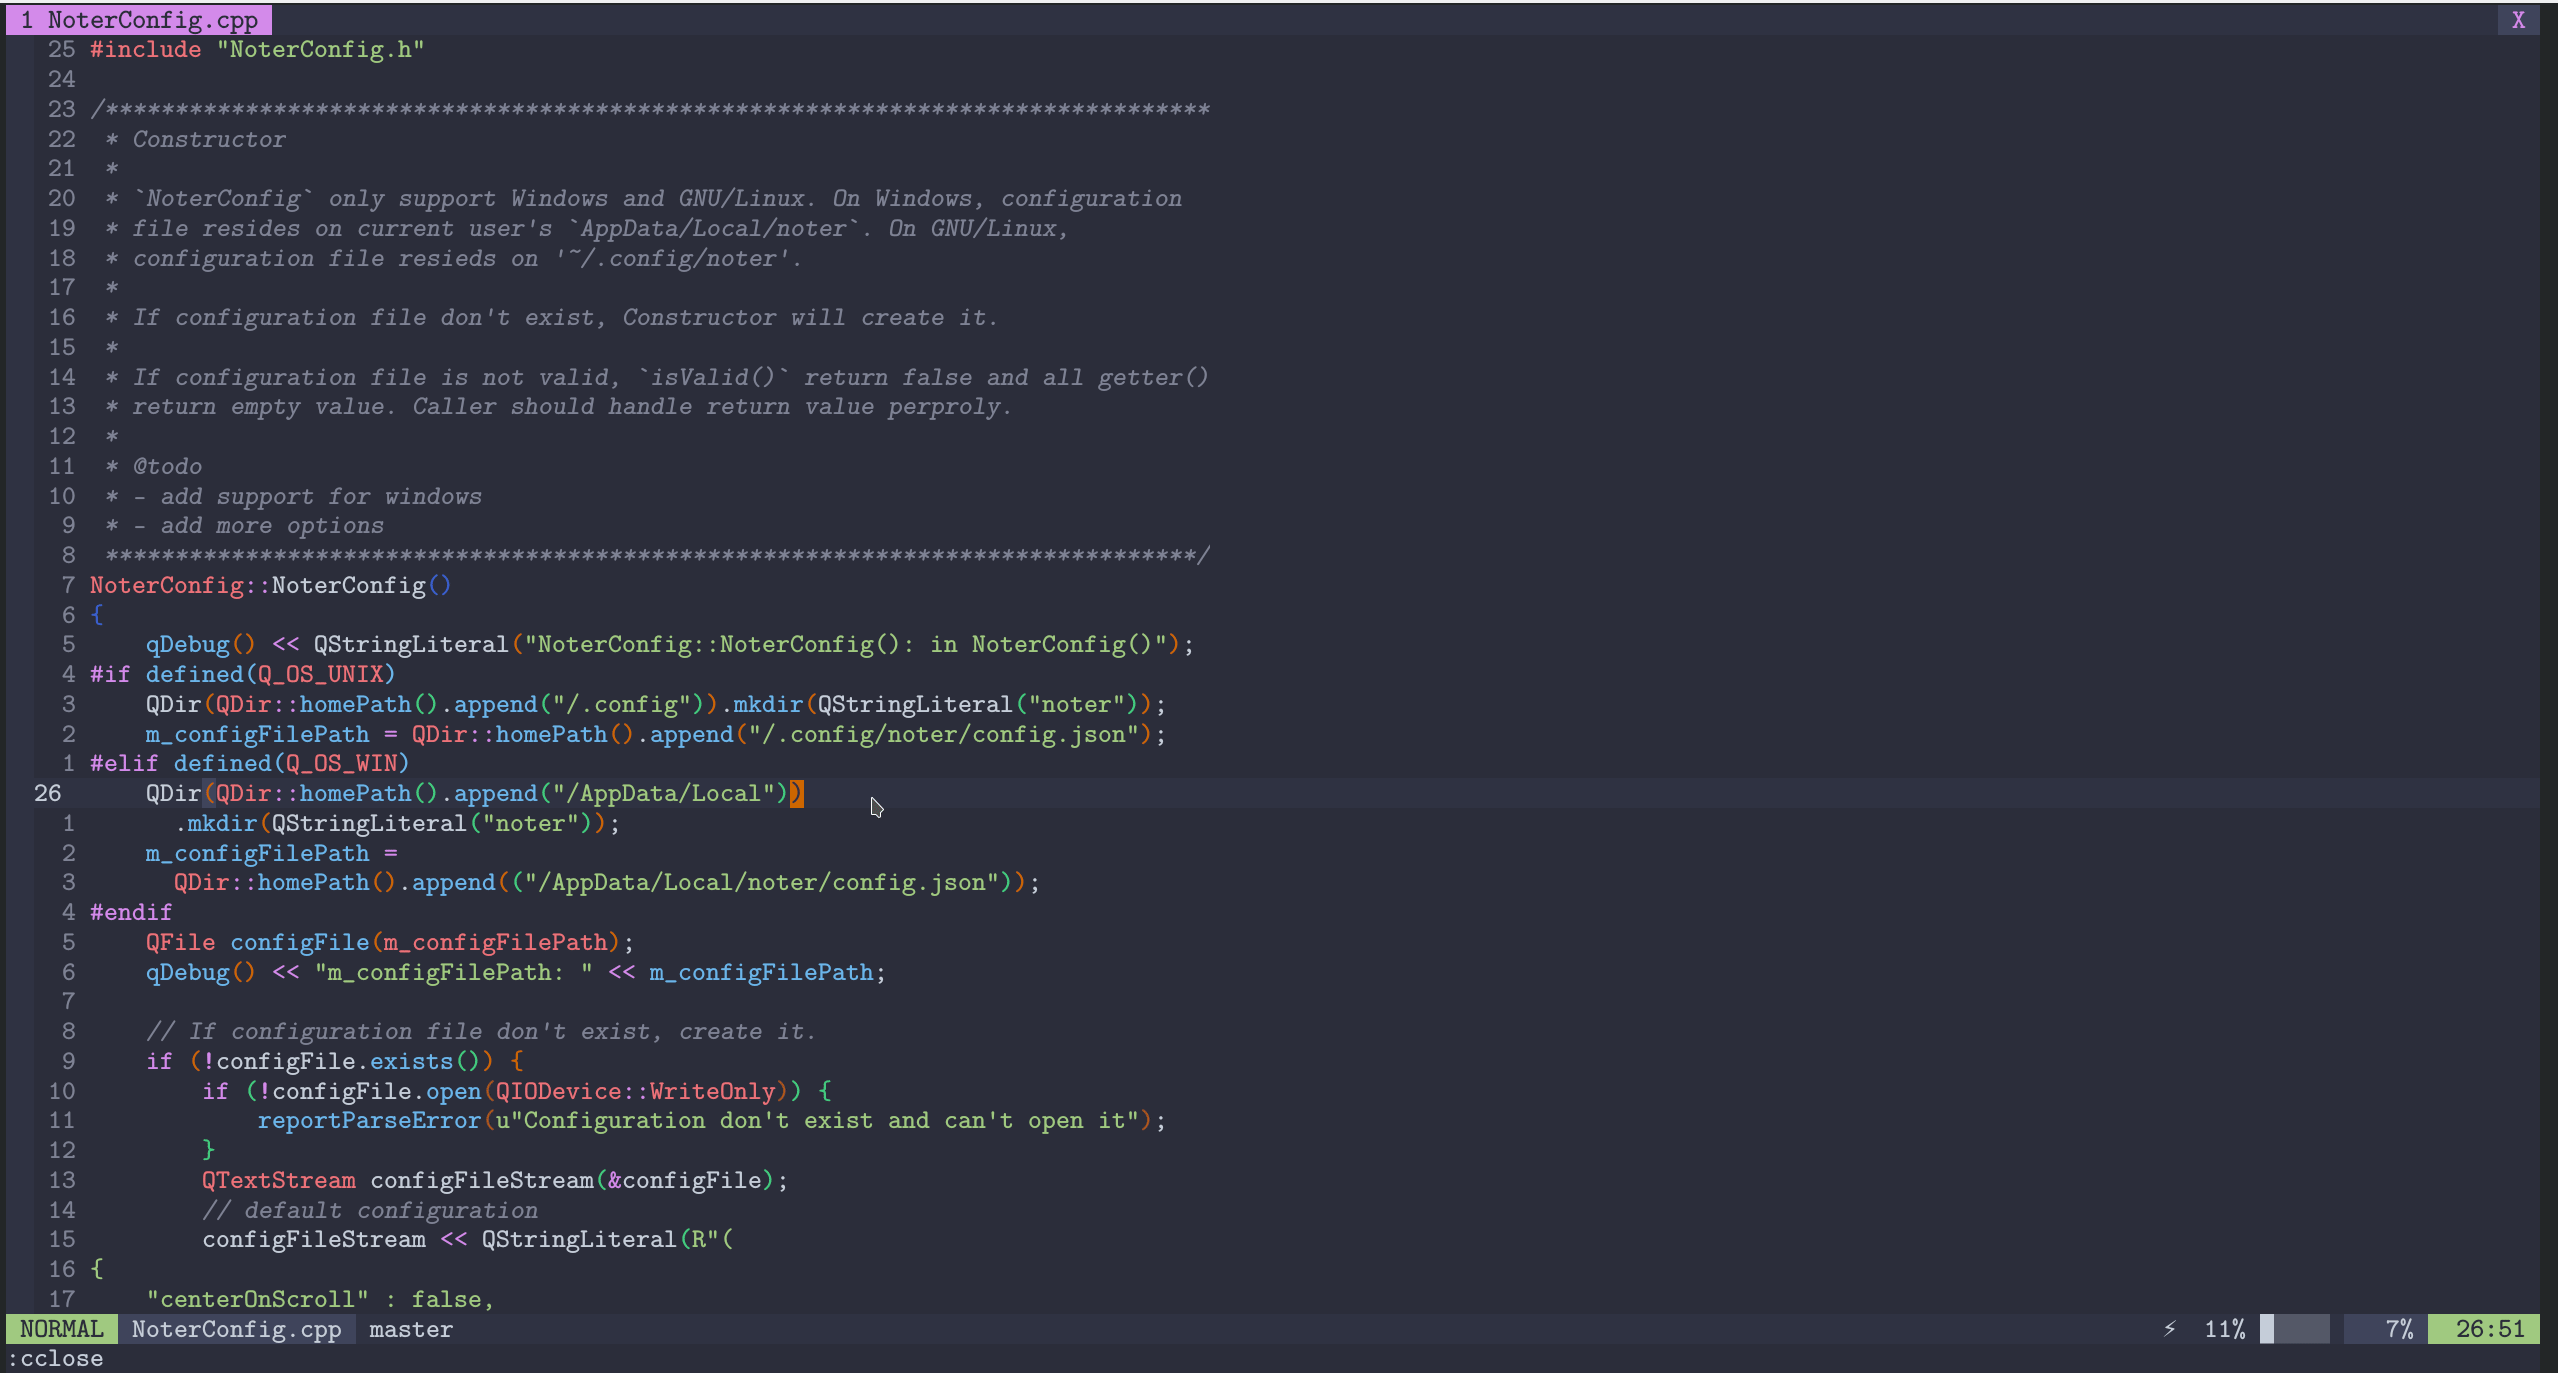 1 NoterConfig.cpp X
25 #include "NoterConfig.h"
24
23 /*******************************************************************************
22  * Constructor
21  *
20  * `NoterConfig` only support Windows and GNU/Linux. On Windows, configuration
19  * file resides on current user's `AppData/Local/noter`. On GNU/Linux,
18  * configuration file resieds on '~/.config/noter'.
17  *
16  * If configuration file don't exist, Constructor will create it.
15  *
14  * If configuration file is not valid, `isValid()` return false and all getter()
13  * return empty value. Caller should handle return value perproly.
12  *
11  * @todo
10  * - add support for windows
9  * - add more options
8  ******************************************************************************/
7 NoterConfig::NoterConfig()
6 {
5     qDebug() << QStringLiteral("NoterConfig::NoterConfig(): in NoterConfig()");
4 #if defined(Q_OS_UNIX)
3     QDir(QDir::homePath().append("/.config")).mkdir(QStringLiteral("noter"));
2     m_configFilePath = QDir::homePath().append("/.config/noter/config.json");
1 #elif defined(Q_OS_WIN)
26     QDir(QDir::homePath().append("/AppData/Local"))
1       .mkdir(QStringLiteral("noter"));
2     m_configFilePath =
3       QDir::homePath().append(("/AppData/Local/noter/config.json"));
4 #endif
5     QFile configFile(m_configFilePath);
6     qDebug() << "m_configFilePath: " << m_configFilePath;
7
8     // If configuration file don't exist, create it.
9     if (!configFile.exists()) {
10         if (!configFile.open(QIODevice::WriteOnly)) {
11             reportParseError(u"Configuration don't exist and can't open it");
12         }
13         QTextStream configFileStream(&configFile);
14         // default configuration
15         configFileStream << QStringLiteral(R"(
16 {
17     "centerOnScroll" : false,
NORMAL NoterConfig.cpp master ⚡ 11% 7% 26:51
:cclose